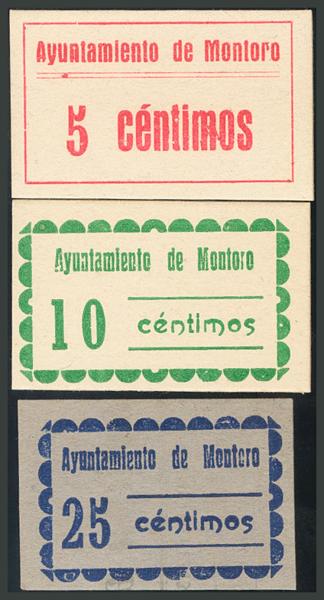 Ayuntamiento de Montoro
5 céntimos
Ayuntamiento de Montoro
10 céntimos
Ayuntamiento de Montoro
25 céntimos